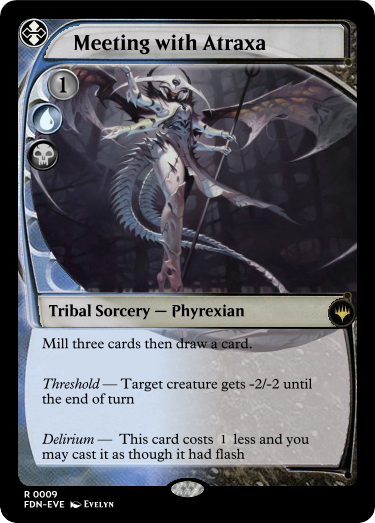 Meeting with Atraxa
1
Tribal Sorcery — Phyrexian
Mill three cards then draw a card.
Threshold — Target creature gets -2/-2 until
the end of turn
Delirium — This card costs 1 less and you
may cast it as though it had flash
R 0009
FDN-EVE Evelyn